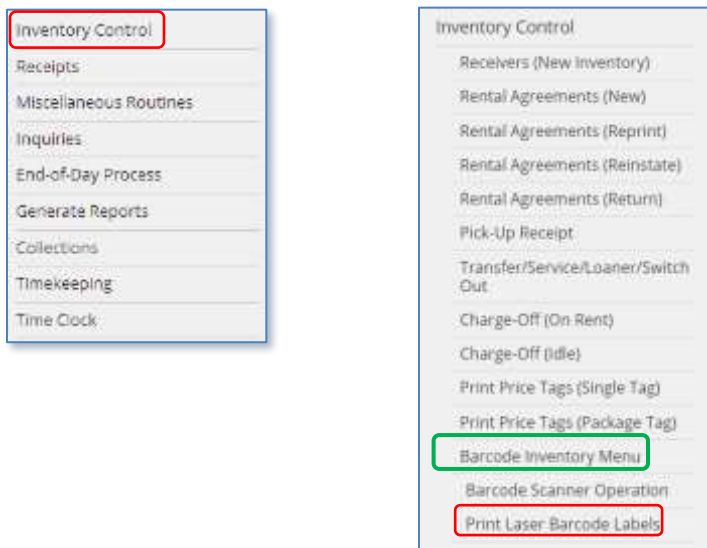 Inventory Control
Receipts
Miscellaneous Routines
Inquiries
End-of-Day Process
Generate Reports
Collections
Timekeeping
Time Clock
Inventory Control
Receivers (New Inventory)
Rental Agreements (New)
Rental Agreements (Reprint)
Rental Agreements (Reinstate)
Rental Agreements (Return)
Pick-Up Receipt
Transfer/Service/Loaner/Switch
Out
Charge-Off (On Rent)
Charge-Off (Idle)
Print Price Tags (Single Tag)
Print Price Tags (Package Tag)
Barcode Inventory Menu
Barcode Scanner Operation
Print Laser Barcode Labels